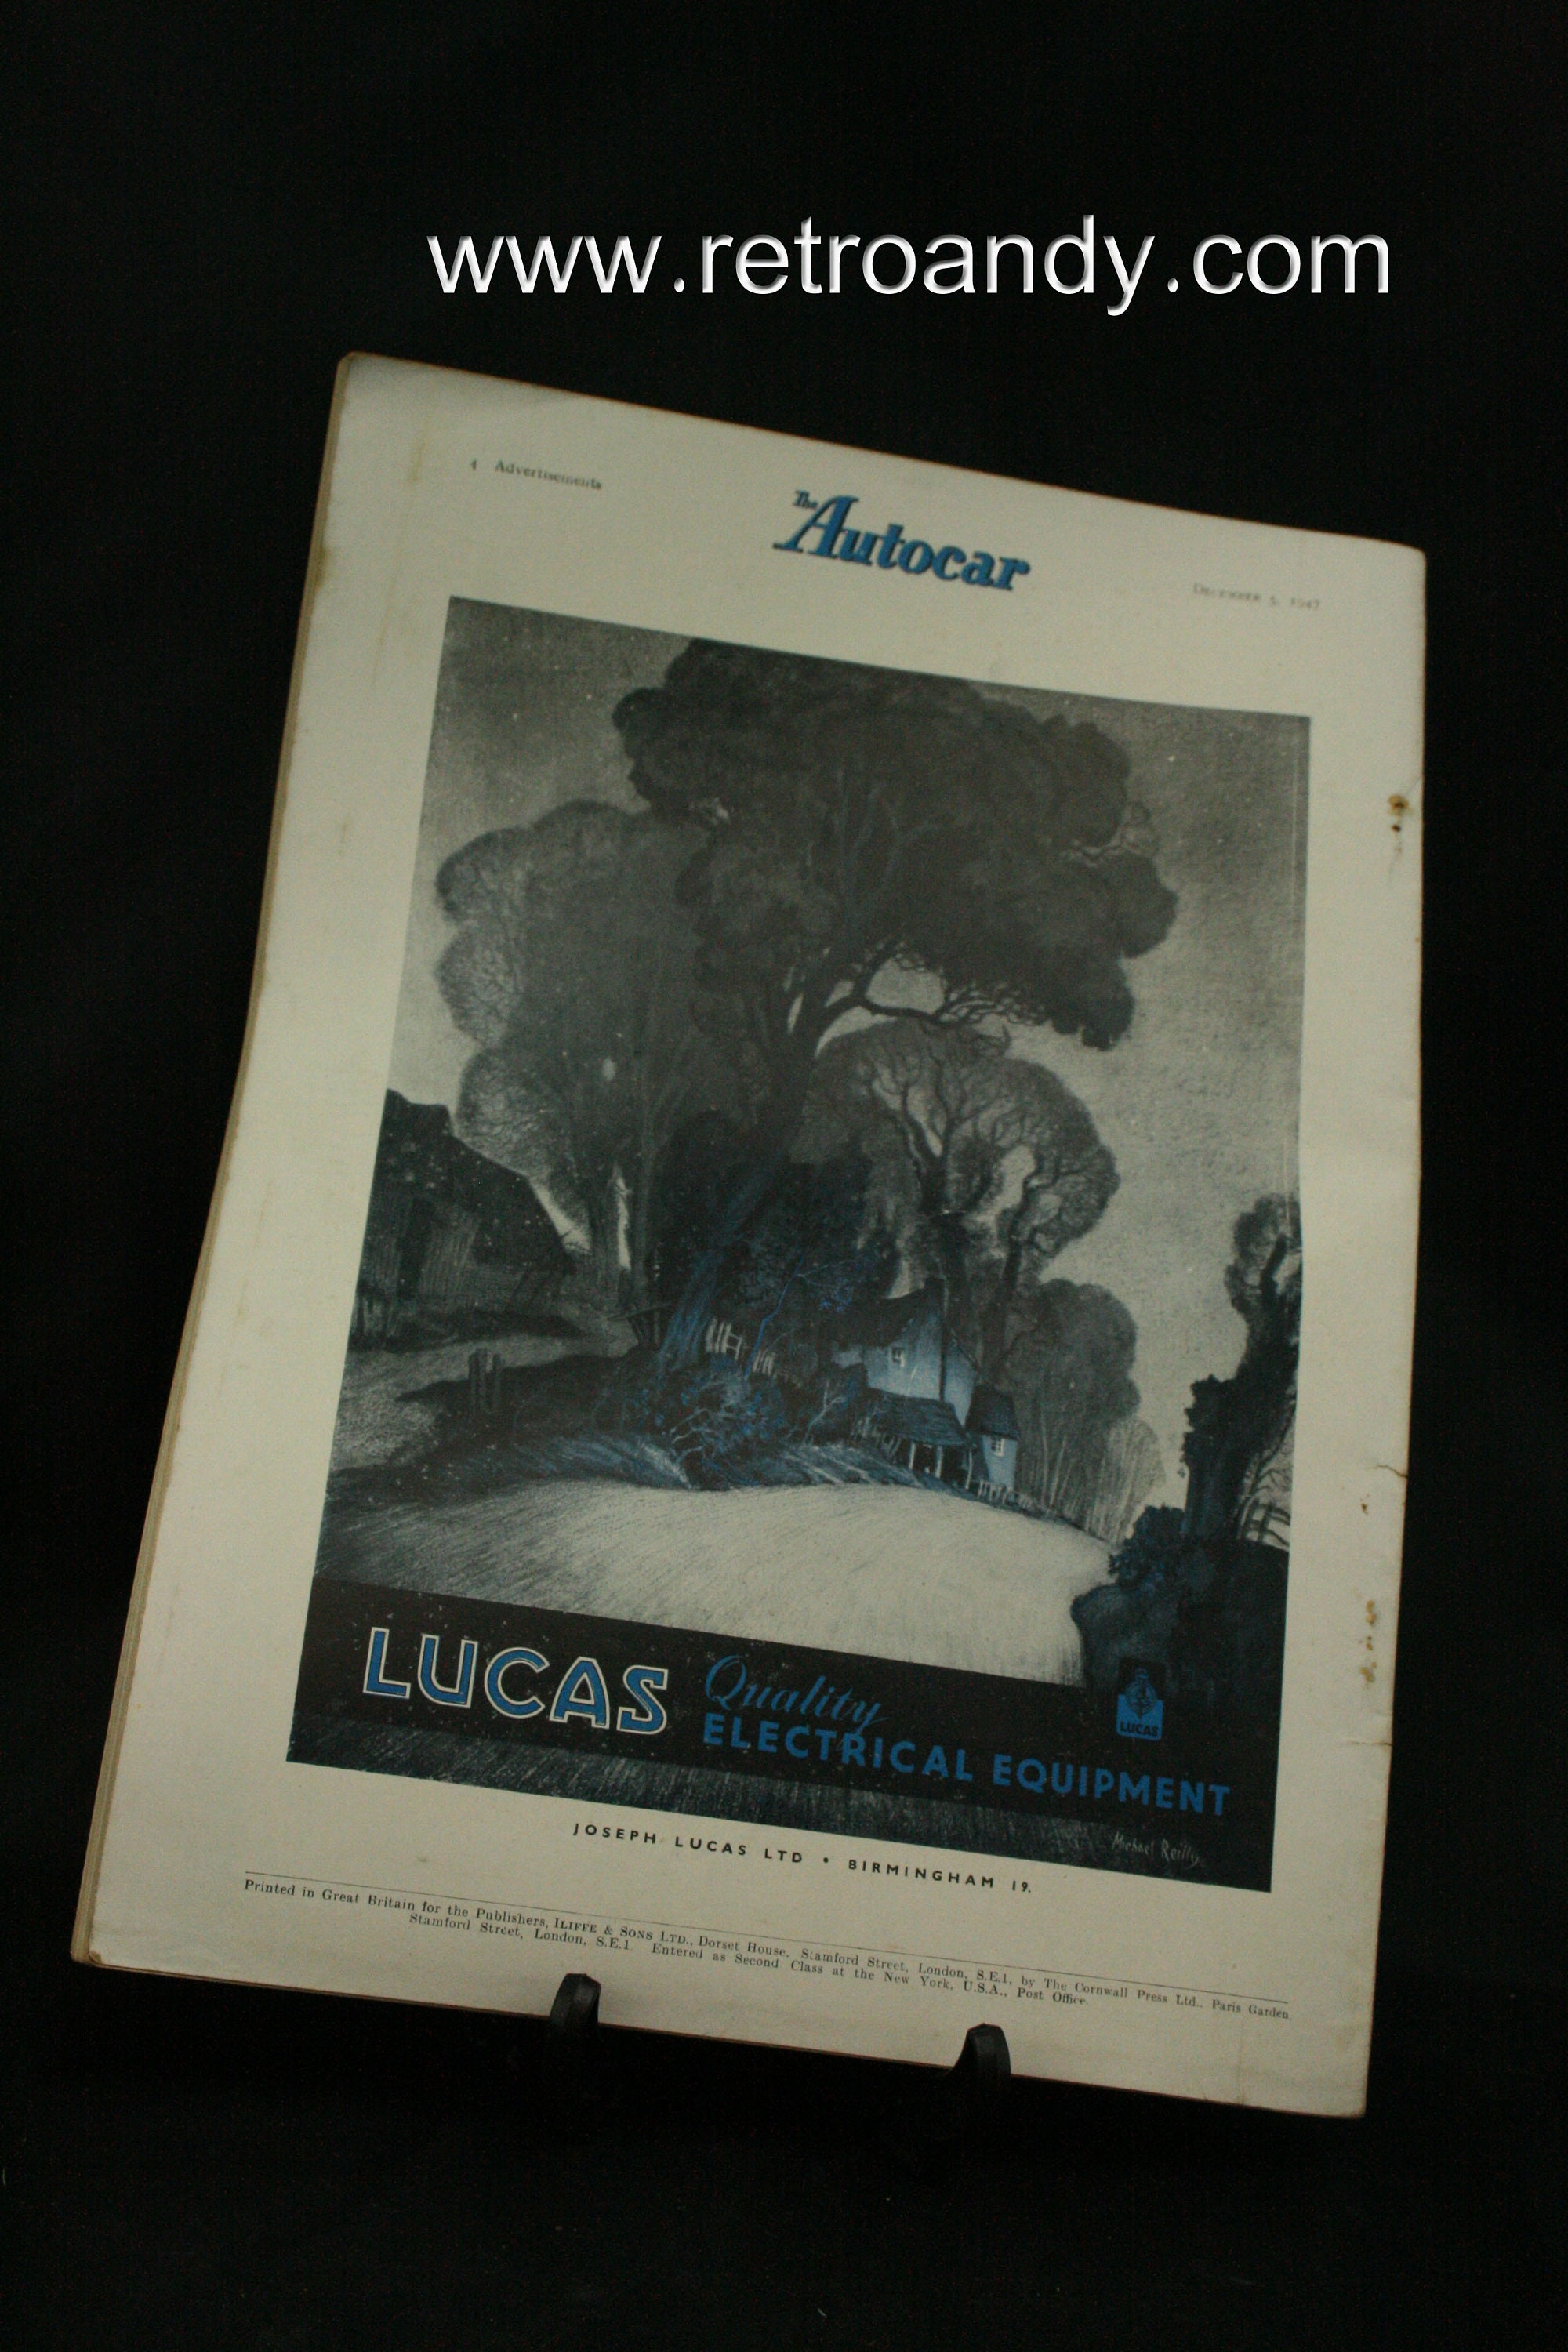 www.retroandy.com
4 Advertisements
The Autocar
December 5, 1947
LUCAS Quality
ELECTRICAL EQUIPMENT
LUCAS
Michael Reilly
JOSEPH LUCAS LTD • BIRMINGHAM 19.
Printed in Great Britain for the Publishers, ILIFFE & SONS LTD., Dorset House, Stamford Street, London, S.E.1, by The Cornwall Press Ltd., Paris Garden,
Stamford Street, London, S.E.1 Entered as Second Class at the New York, U.S.A., Post Office.